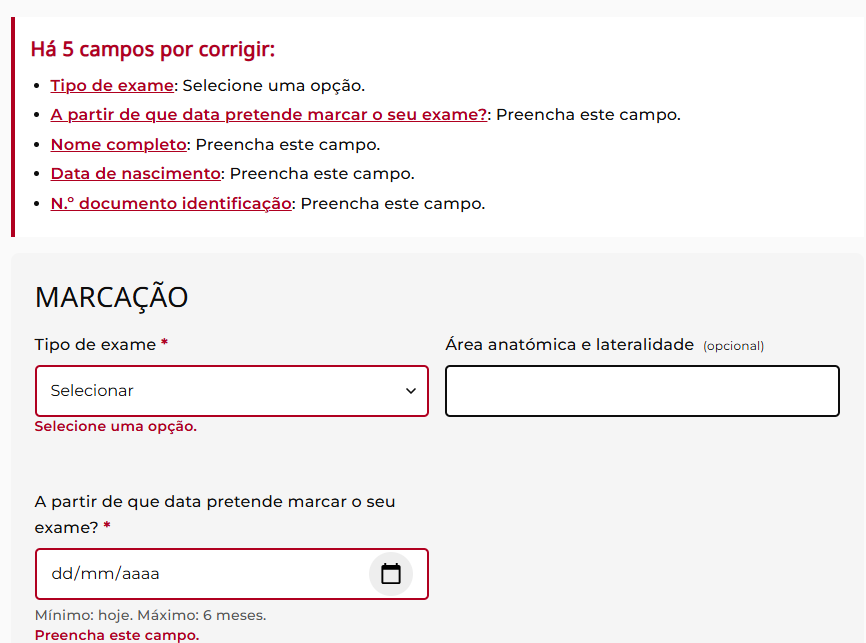 Há 5 campos por corrigir:
• Tipo de exame: Selecione uma opção.
• A partir de que data pretende marcar o seu exame?: Preencha este campo.
• Nome completo: Preencha este campo.
• Data de nascimento: Preencha este campo.
• N.º documento identificação: Preencha este campo.
MARCAÇÃO
Tipo de exame *
Selecionar
Selecione uma opção.
Área anatómica e lateralidade (opcional)
A partir de que data pretende marcar o seu
exame? *
dd/mm/aaaa
Mínimo: hoje. Máximo: 6 meses.
Preencha este campo.